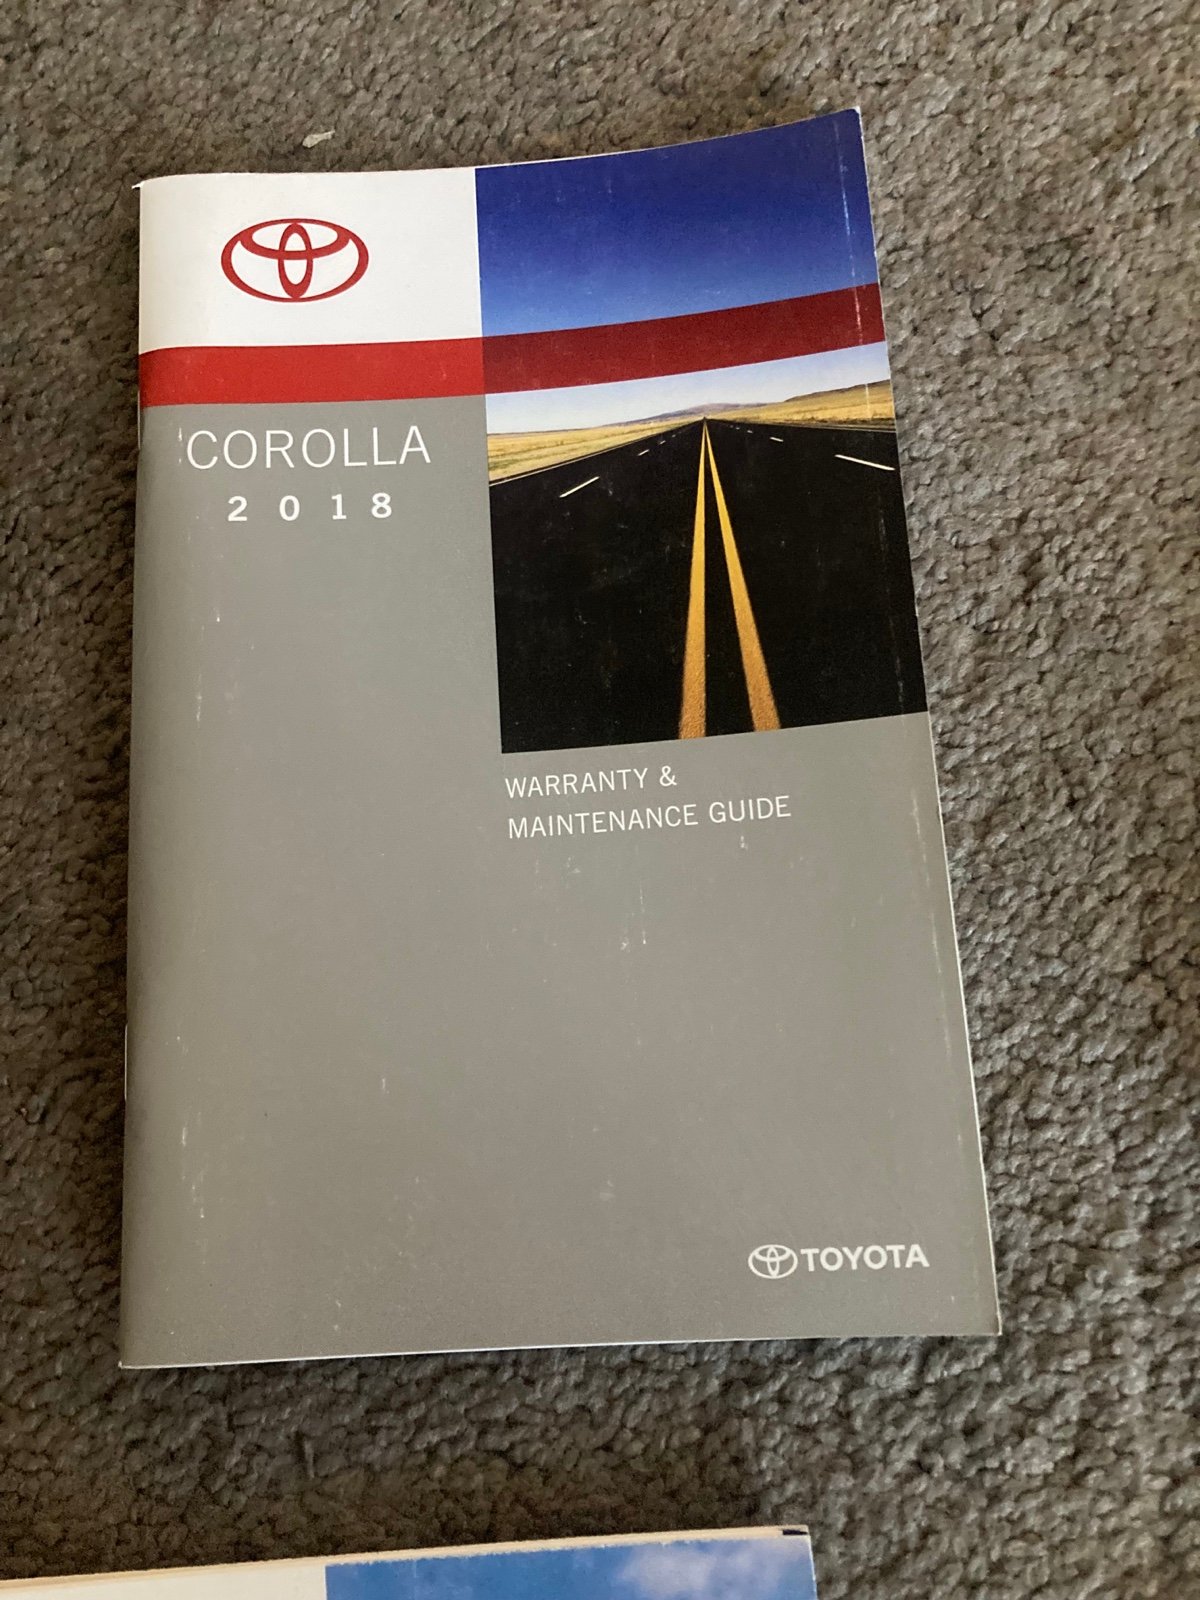 COROLLA
2018
WARRANTY &
MAINTENANCE GUIDE
TOYOTA